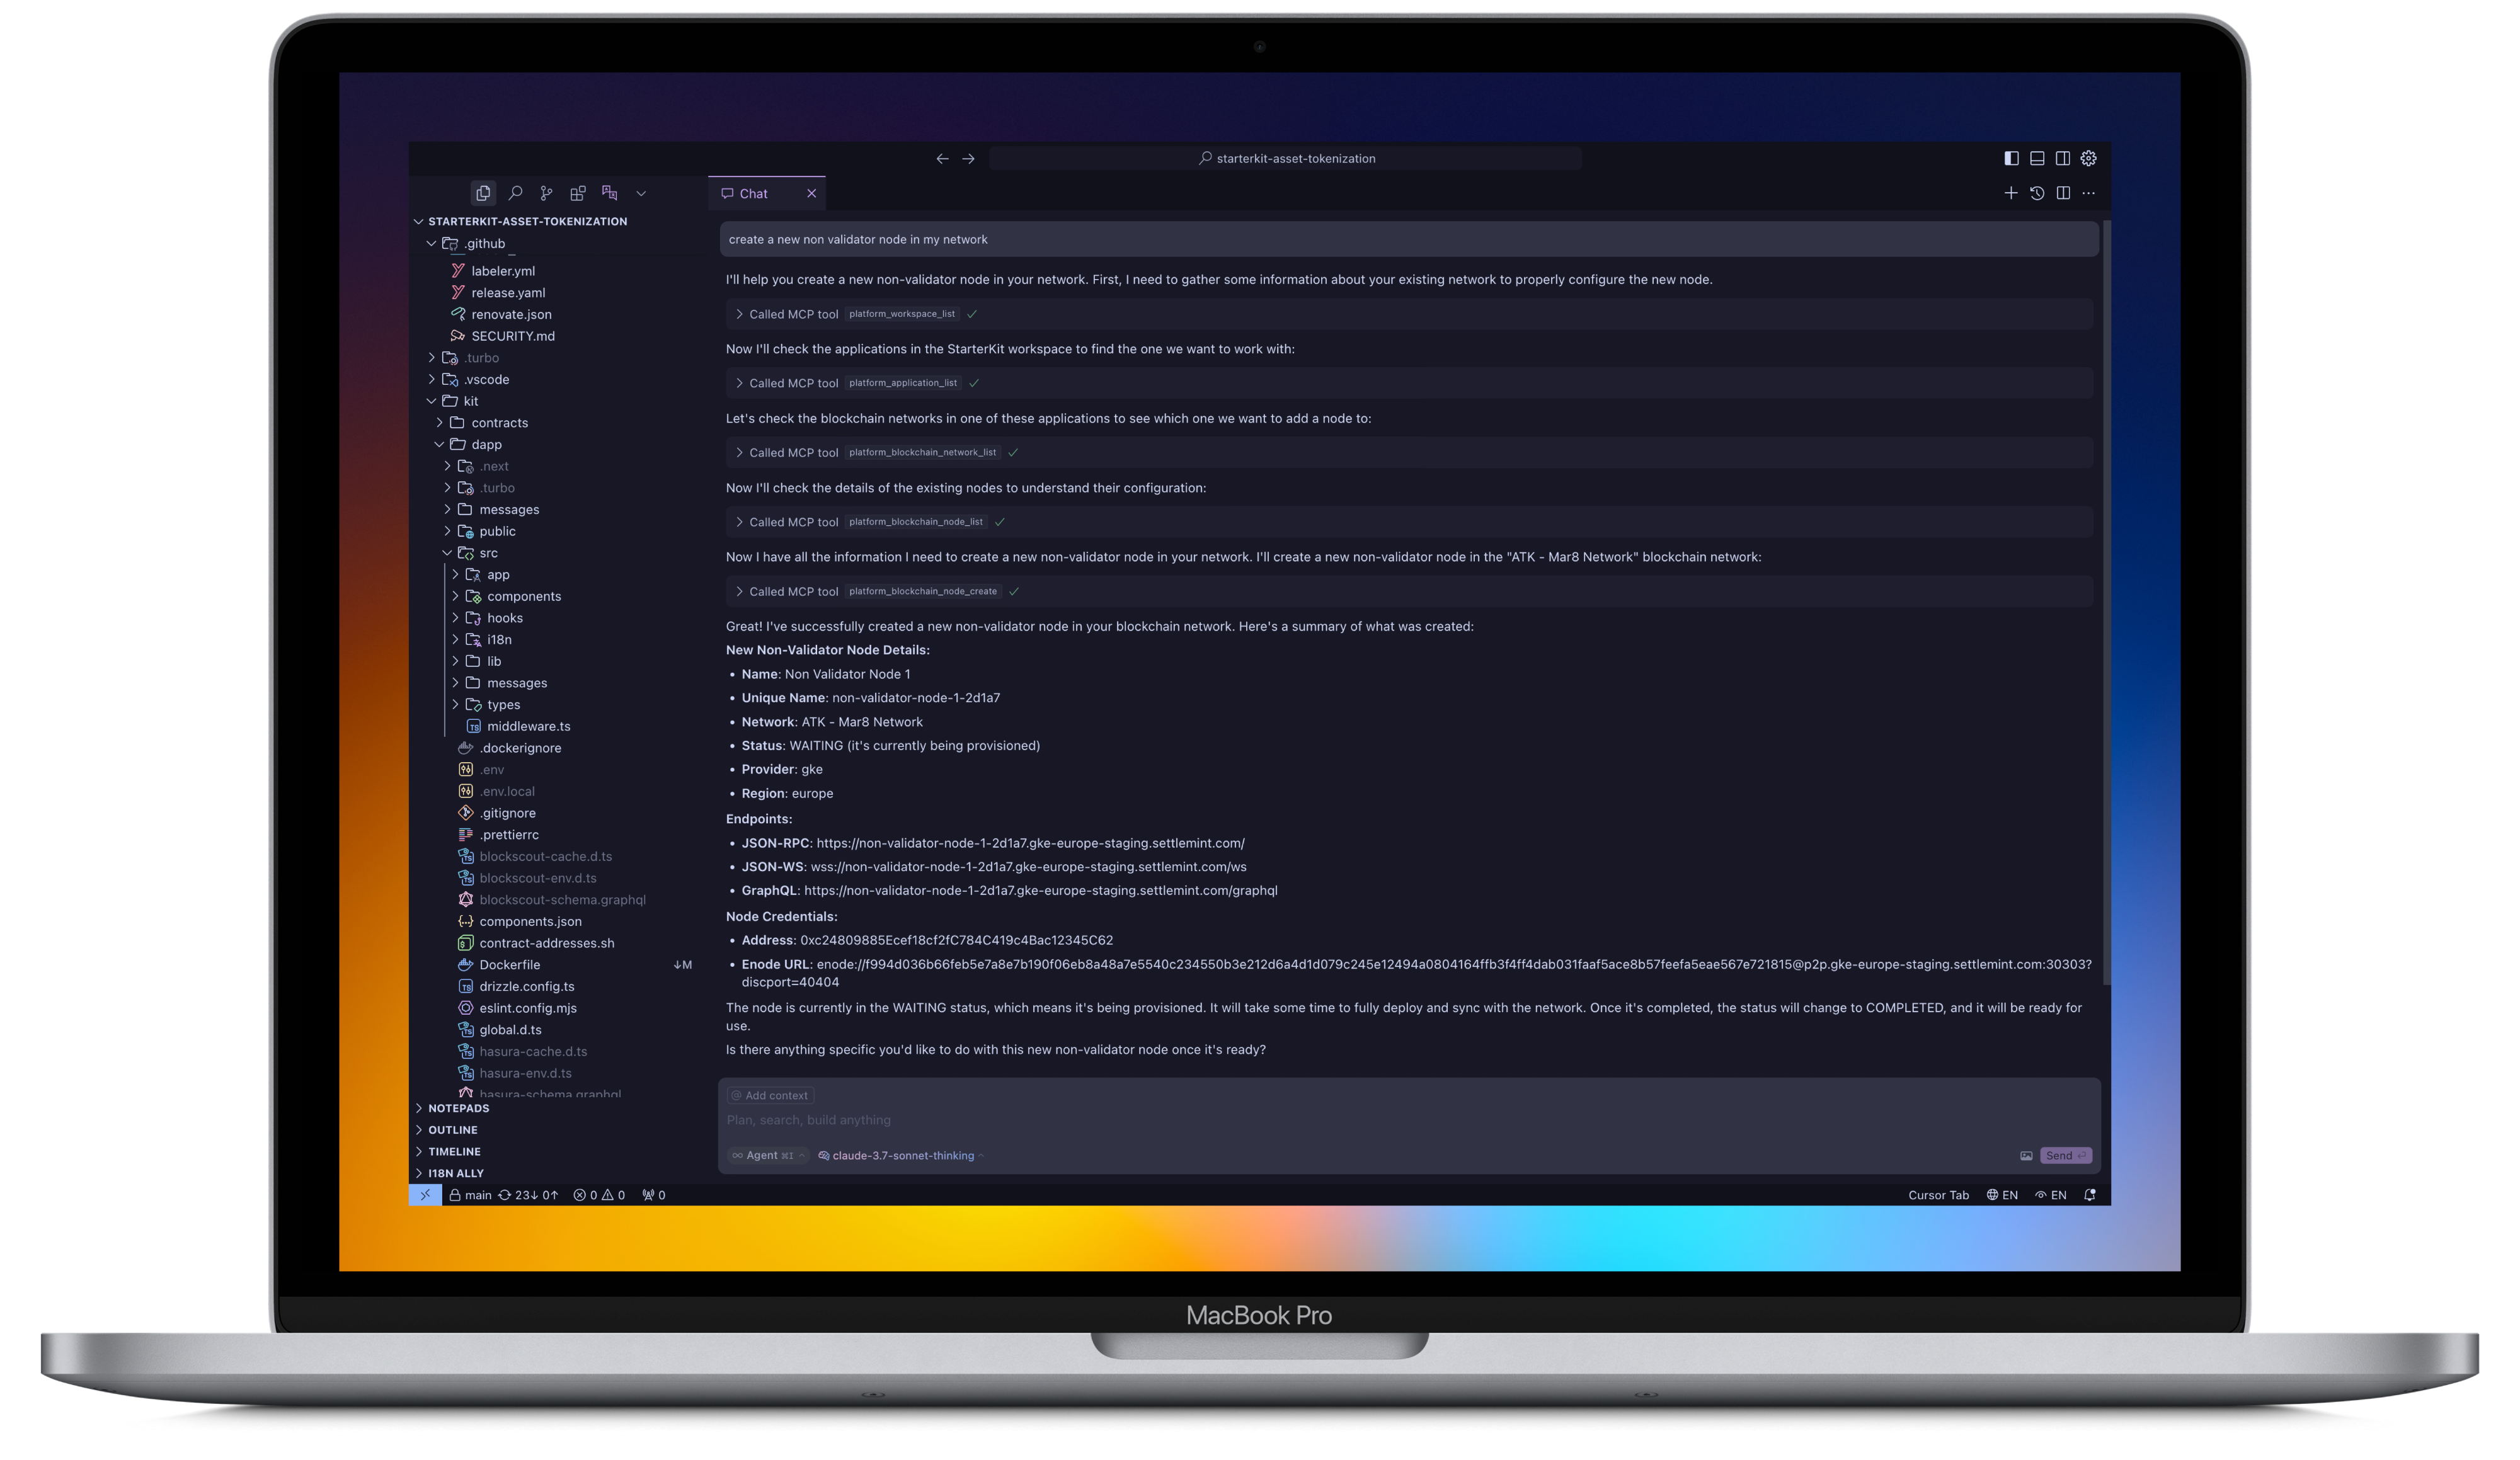 starterkit-asset-tokenization
Chat
STARTERKIT-ASSET-TOKENIZATION
.github
labeler.yml
release.yaml
renovate.json
SECURITY.md
.turbo
.vscode
kit
contracts
dapp
.next
.turbo
messages
public
src
app
components
hooks
i18n
lib
messages
types
middleware.ts
.dockerignore
.env
.env.local
.gitignore
.prettierrc
blockscout-cache.d.ts
blockscout-env.d.ts
blockscout-schema.graphql
components.json
contract-addresses.sh
Dockerfile ↓M
drizzle.config.ts
eslint.config.mjs
global.d.ts
hasura-cache.d.ts
hasura-env.d.ts
hasura-schema.graphql
NOTEPADS
OUTLINE
TIMELINE
I18N ALLY
create a new non validator node in my network
I'll help you create a new non-validator node in your network. First, I need to gather some information about your existing network to properly configure the new node.
Called MCP tool platform_workspace_list
Now I'll check the applications in the StarterKit workspace to find the one we want to work with:
Called MCP tool platform_application_list
Let's check the blockchain networks in one of these applications to see which one we want to add a node to:
Called MCP tool platform_blockchain_network_list
Now I'll check the details of the existing nodes to understand their configuration:
Called MCP tool platform_blockchain_node_list
Now I have all the information I need to create a new non-validator node in your network. I'll create a new non-validator node in the "ATK - Mar8 Network" blockchain network:
Called MCP tool platform_blockchain_node_create
Great! I've successfully created a new non-validator node in your blockchain network. Here's a summary of what was created:
New Non-Validator Node Details:
• Name: Non Validator Node 1
• Unique Name: non-validator-node-1-2d1a7
• Network: ATK - Mar8 Network
• Status: WAITING (it's currently being provisioned)
• Provider: gke
• Region: europe
Endpoints:
• JSON-RPC: https://non-validator-node-1-2d1a7.gke-europe-staging.settlemint.com/
• JSON-WS: wss://non-validator-node-1-2d1a7.gke-europe-staging.settlemint.com/ws
• GraphQL: https://non-validator-node-1-2d1a7.gke-europe-staging.settlemint.com/graphql
Node Credentials:
• Address: 0xc24809885Ecef18cf2fC784C419c4Bac12345C62
• Enode URL: enode://f994d036b66feb5e7a8e7b190f06eb8a48a7e5540c234550b3e212d6a4d1d079c245e12494a0804164ffb3f4ff4dab031faaf5ace8b57feefa5eae567e721815@p2p.gke-europe-staging.settlemint.com:30303?
discport=40404
The node is currently in the WAITING status, which means it's being provisioned. It will take some time to fully deploy and sync with the network. Once it's completed, the status will change to COMPLETED, and it will be ready for
use.
Is there anything specific you'd like to do with this new non-validator node once it's ready?
@ Add context
Plan, search, build anything
∞ Agent ⌘I claude-3.7-sonnet-thinking
Send
main 23↓ 0↑ 0 0 0
Cursor Tab EN EN
MacBook Pro